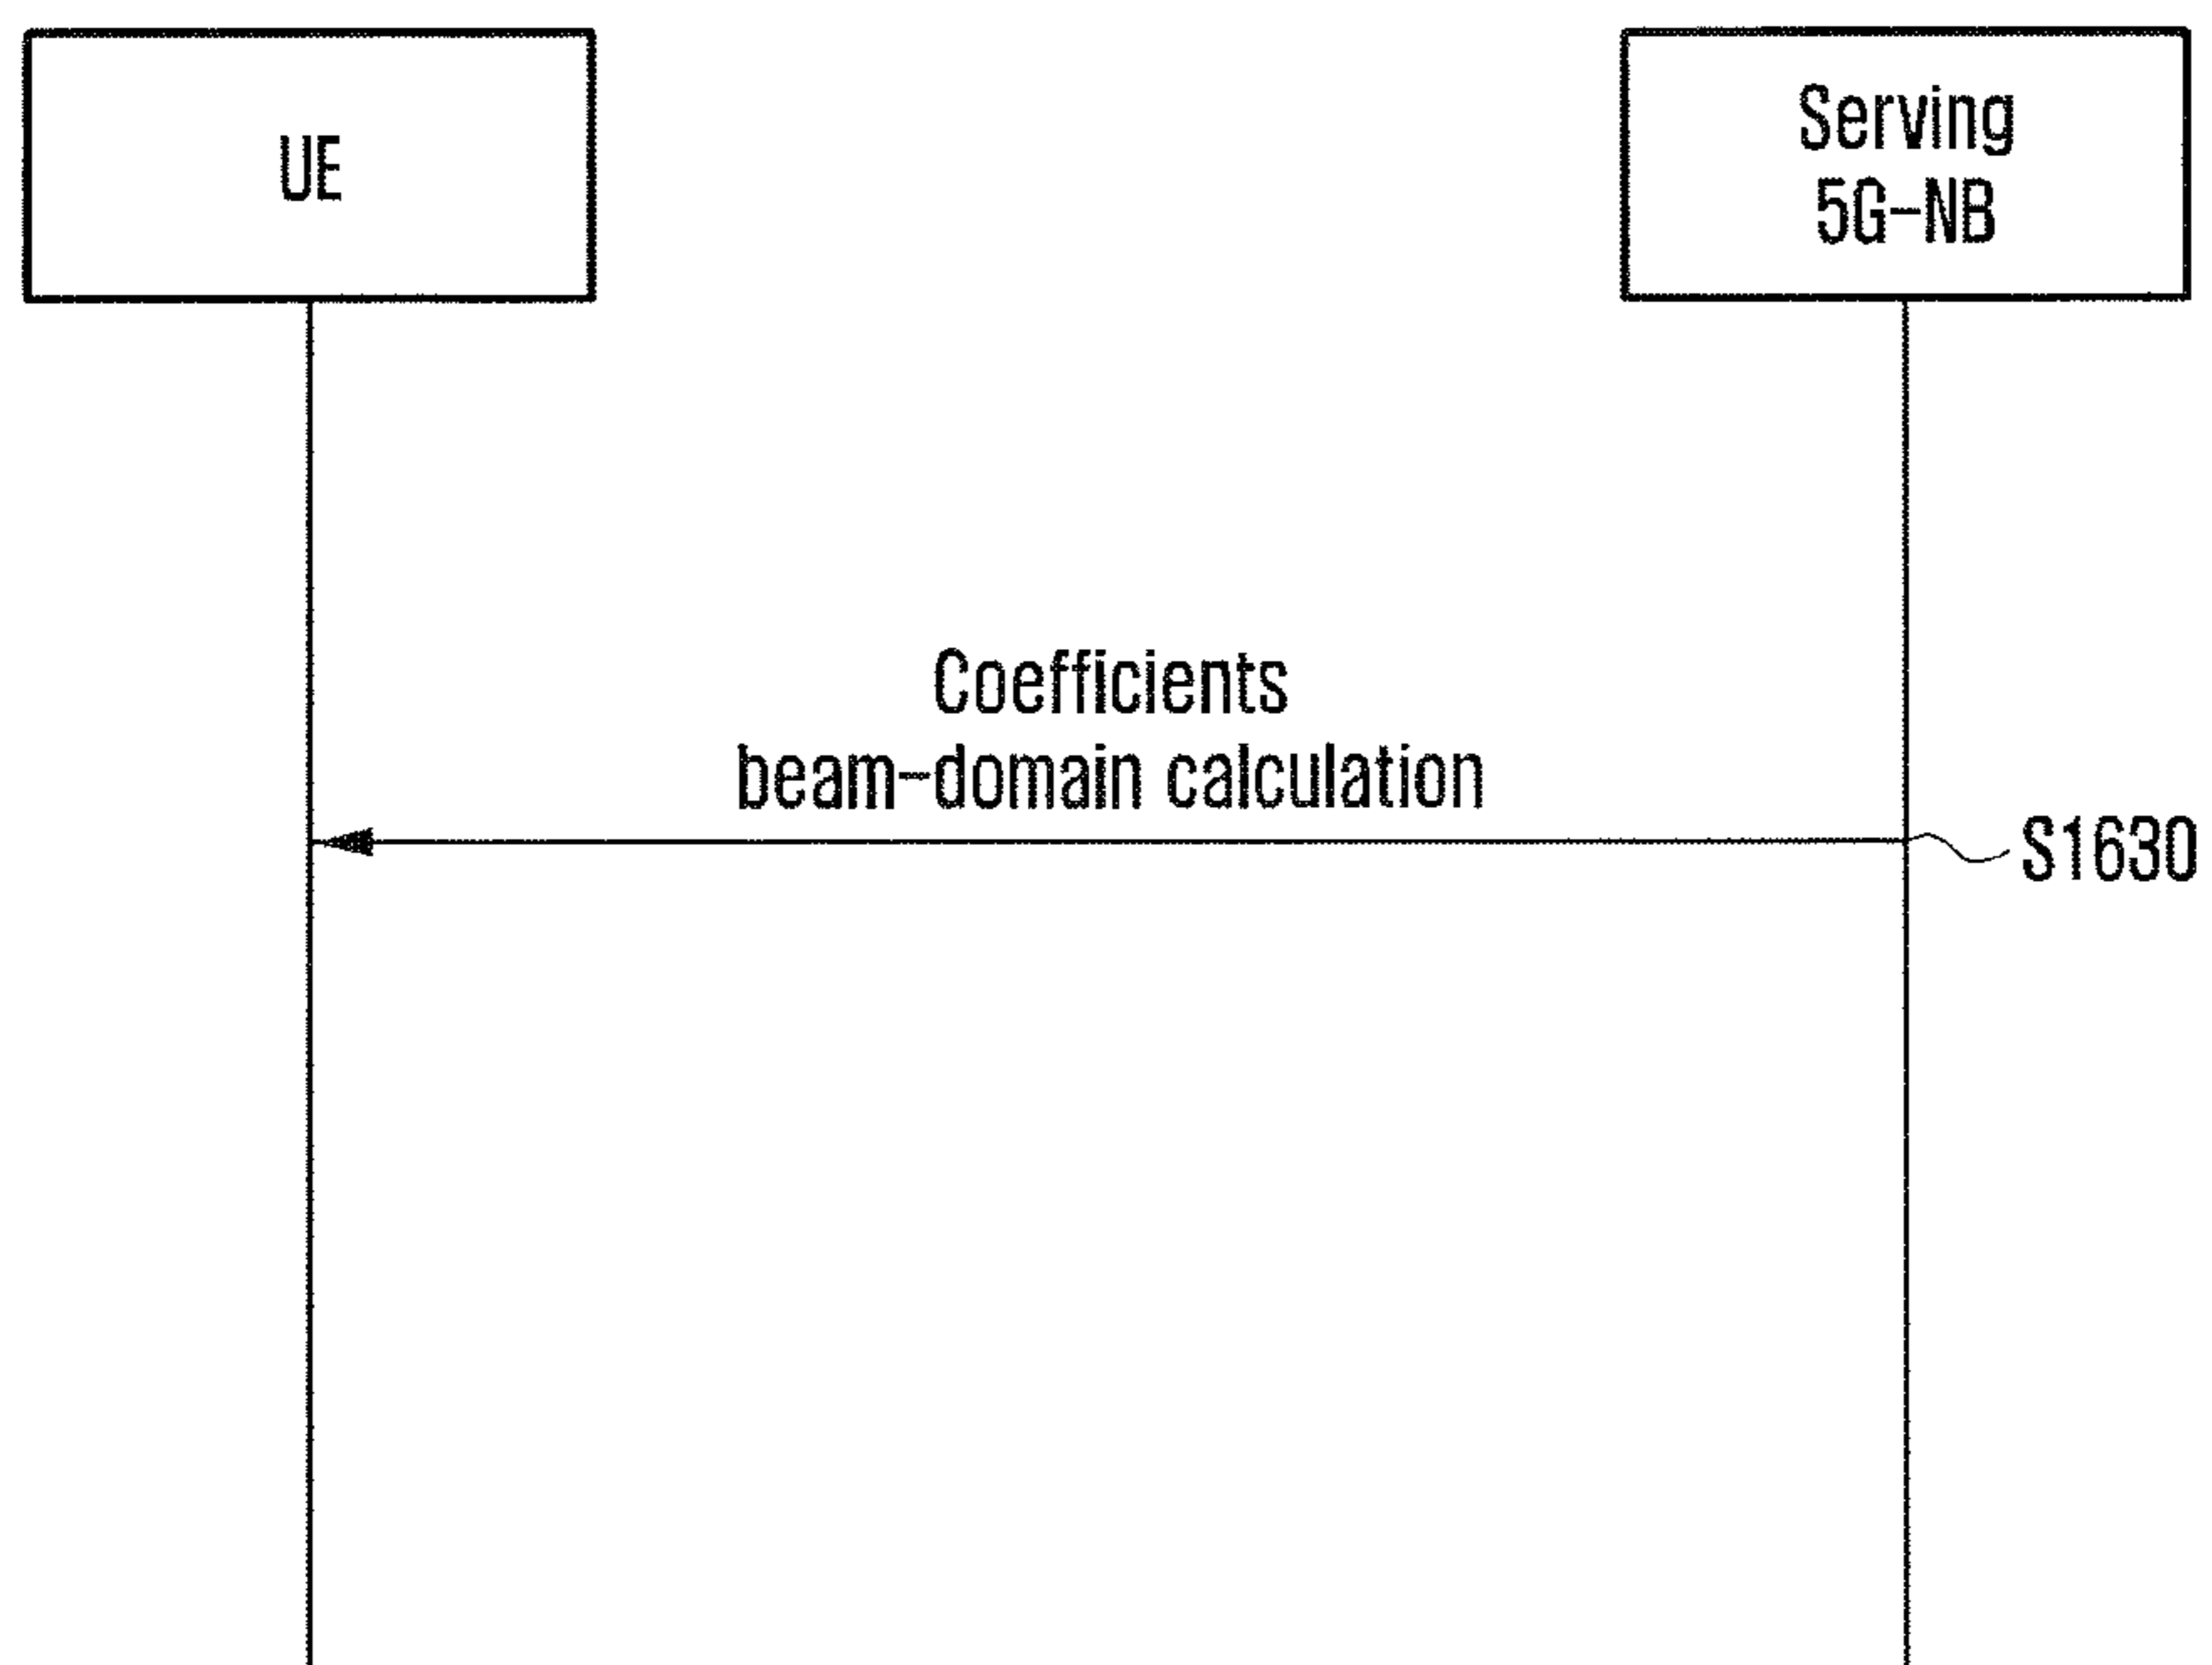 UE
Serving
5G-NB
Coefficients
beam-domain calculation
S1630